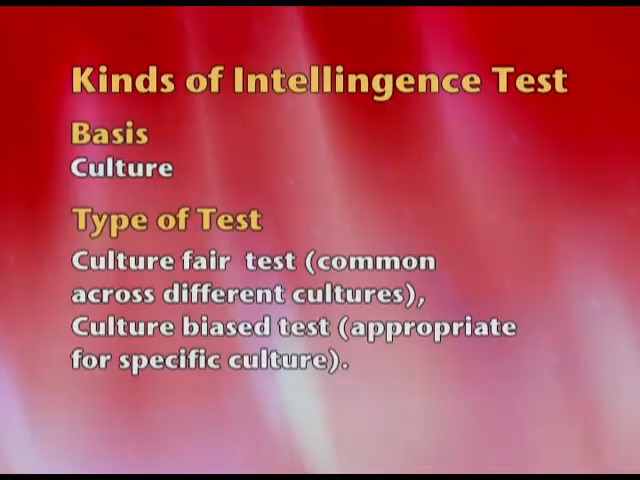 Kinds of Intellingence Test
Basis
Culture
Type of Test
Culture fair test (common
across different cultures),
Culture biased test (appropriate
for specific culture).